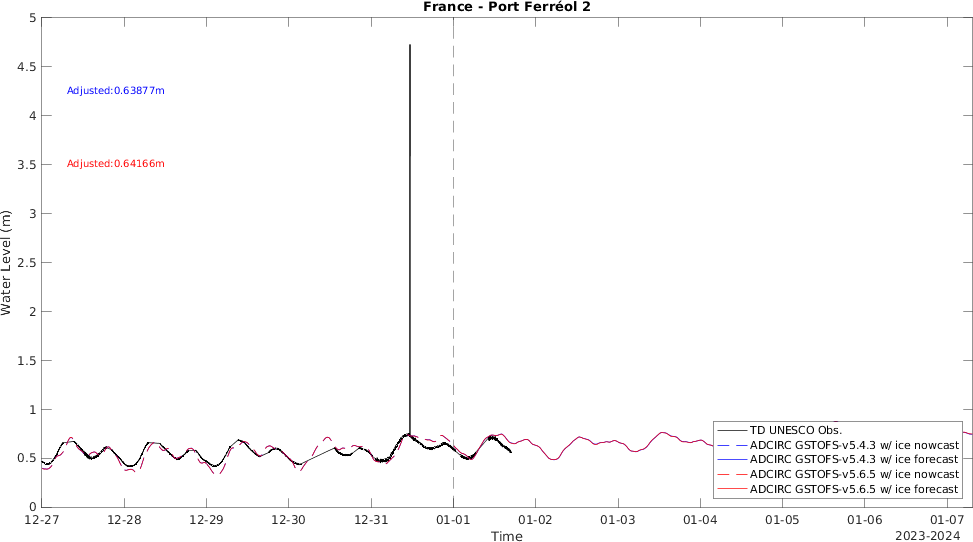 France - Port Ferréol 2
5
4.5
4
3.5
3
2.5
2
1.5
1
0.5
0
Water Level (m)
Adjusted:0.63877m
Adjusted:0.64166m
TD UNESCO Obs.
ADCIRC GSTOFS-v5.4.3 w/ ice nowcast
ADCIRC GSTOFS-v5.4.3 w/ ice forecast
ADCIRC GSTOFS-v5.6.5 w/ ice nowcast
ADCIRC GSTOFS-v5.6.5 w/ ice forecast
12-27 12-28 12-29 12-30 12-31 01-01 01-02 01-03 01-04 01-05 01-06 01-07
Time
2023-2024